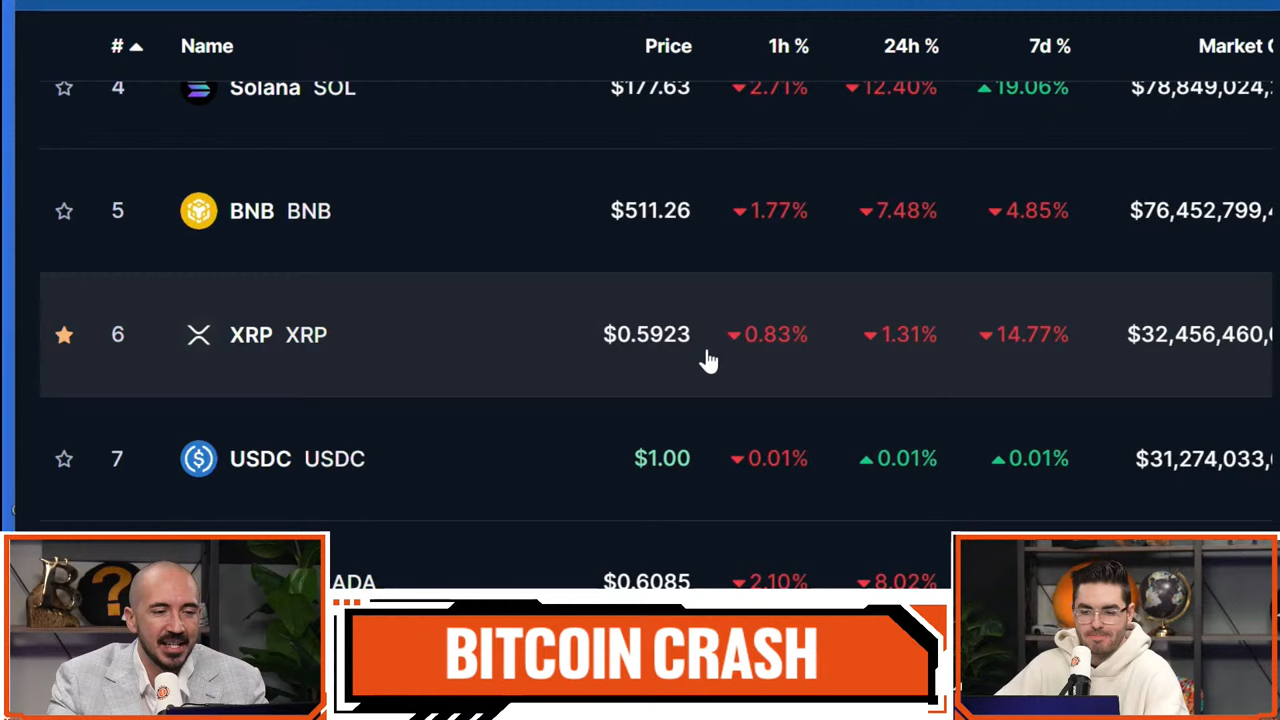 # Name Price 1h % 24h % 7d % Market C
4 Solana SOL $177.63 2.71% 12.40% 19.06% $78,849,024,
5 BNB BNB $511.26 1.77% 7.48% 4.85% $76,452,799,
6 XRP XRP $0.5923 0.83% 1.31% 14.77% $32,456,460,
7 USDC USDC $1.00 0.01% 0.01% 0.01% $31,274,033,
ADA $0.6085 2.10% 8.02%
BITCOIN CRASH